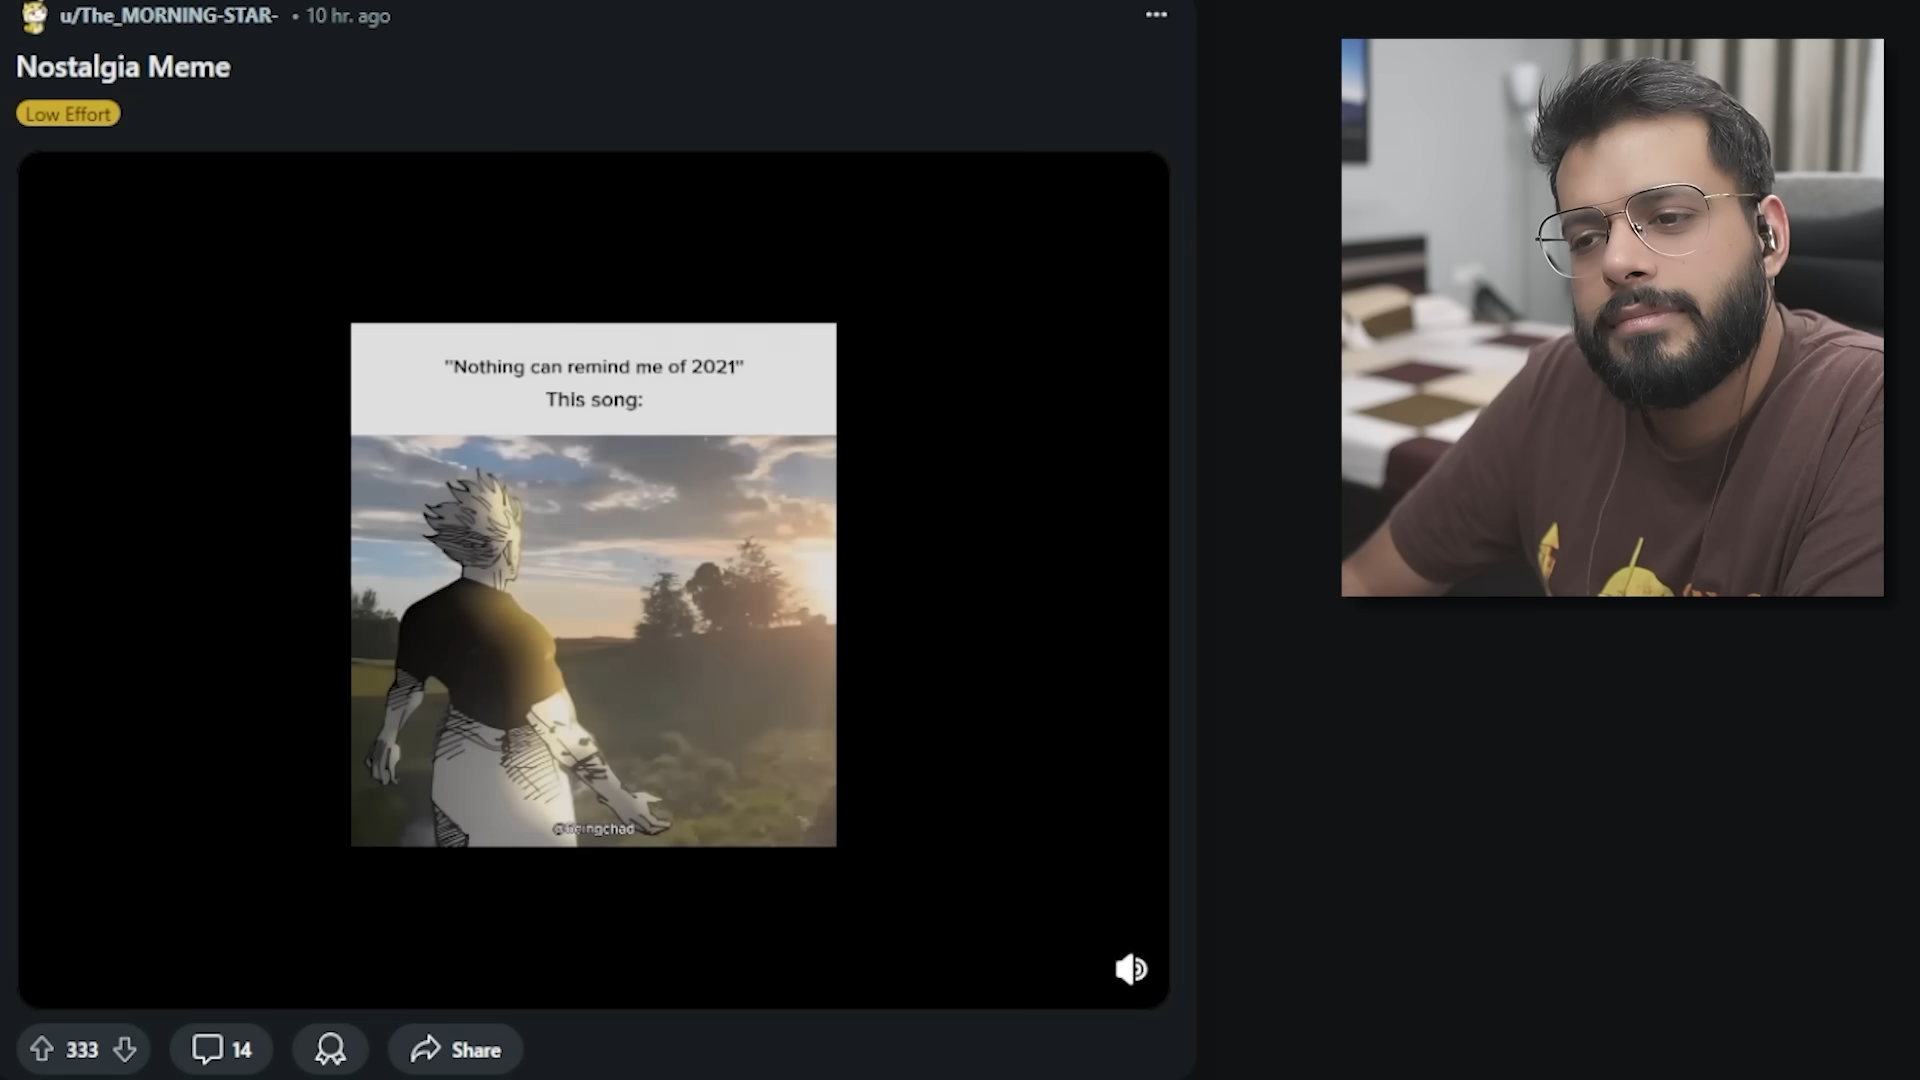 u/The_MORNING-STAR- • 10 hr. ago
Nostalgia Meme
Low Effort
"Nothing can remind me of 2021"
This song:
333
14
Share